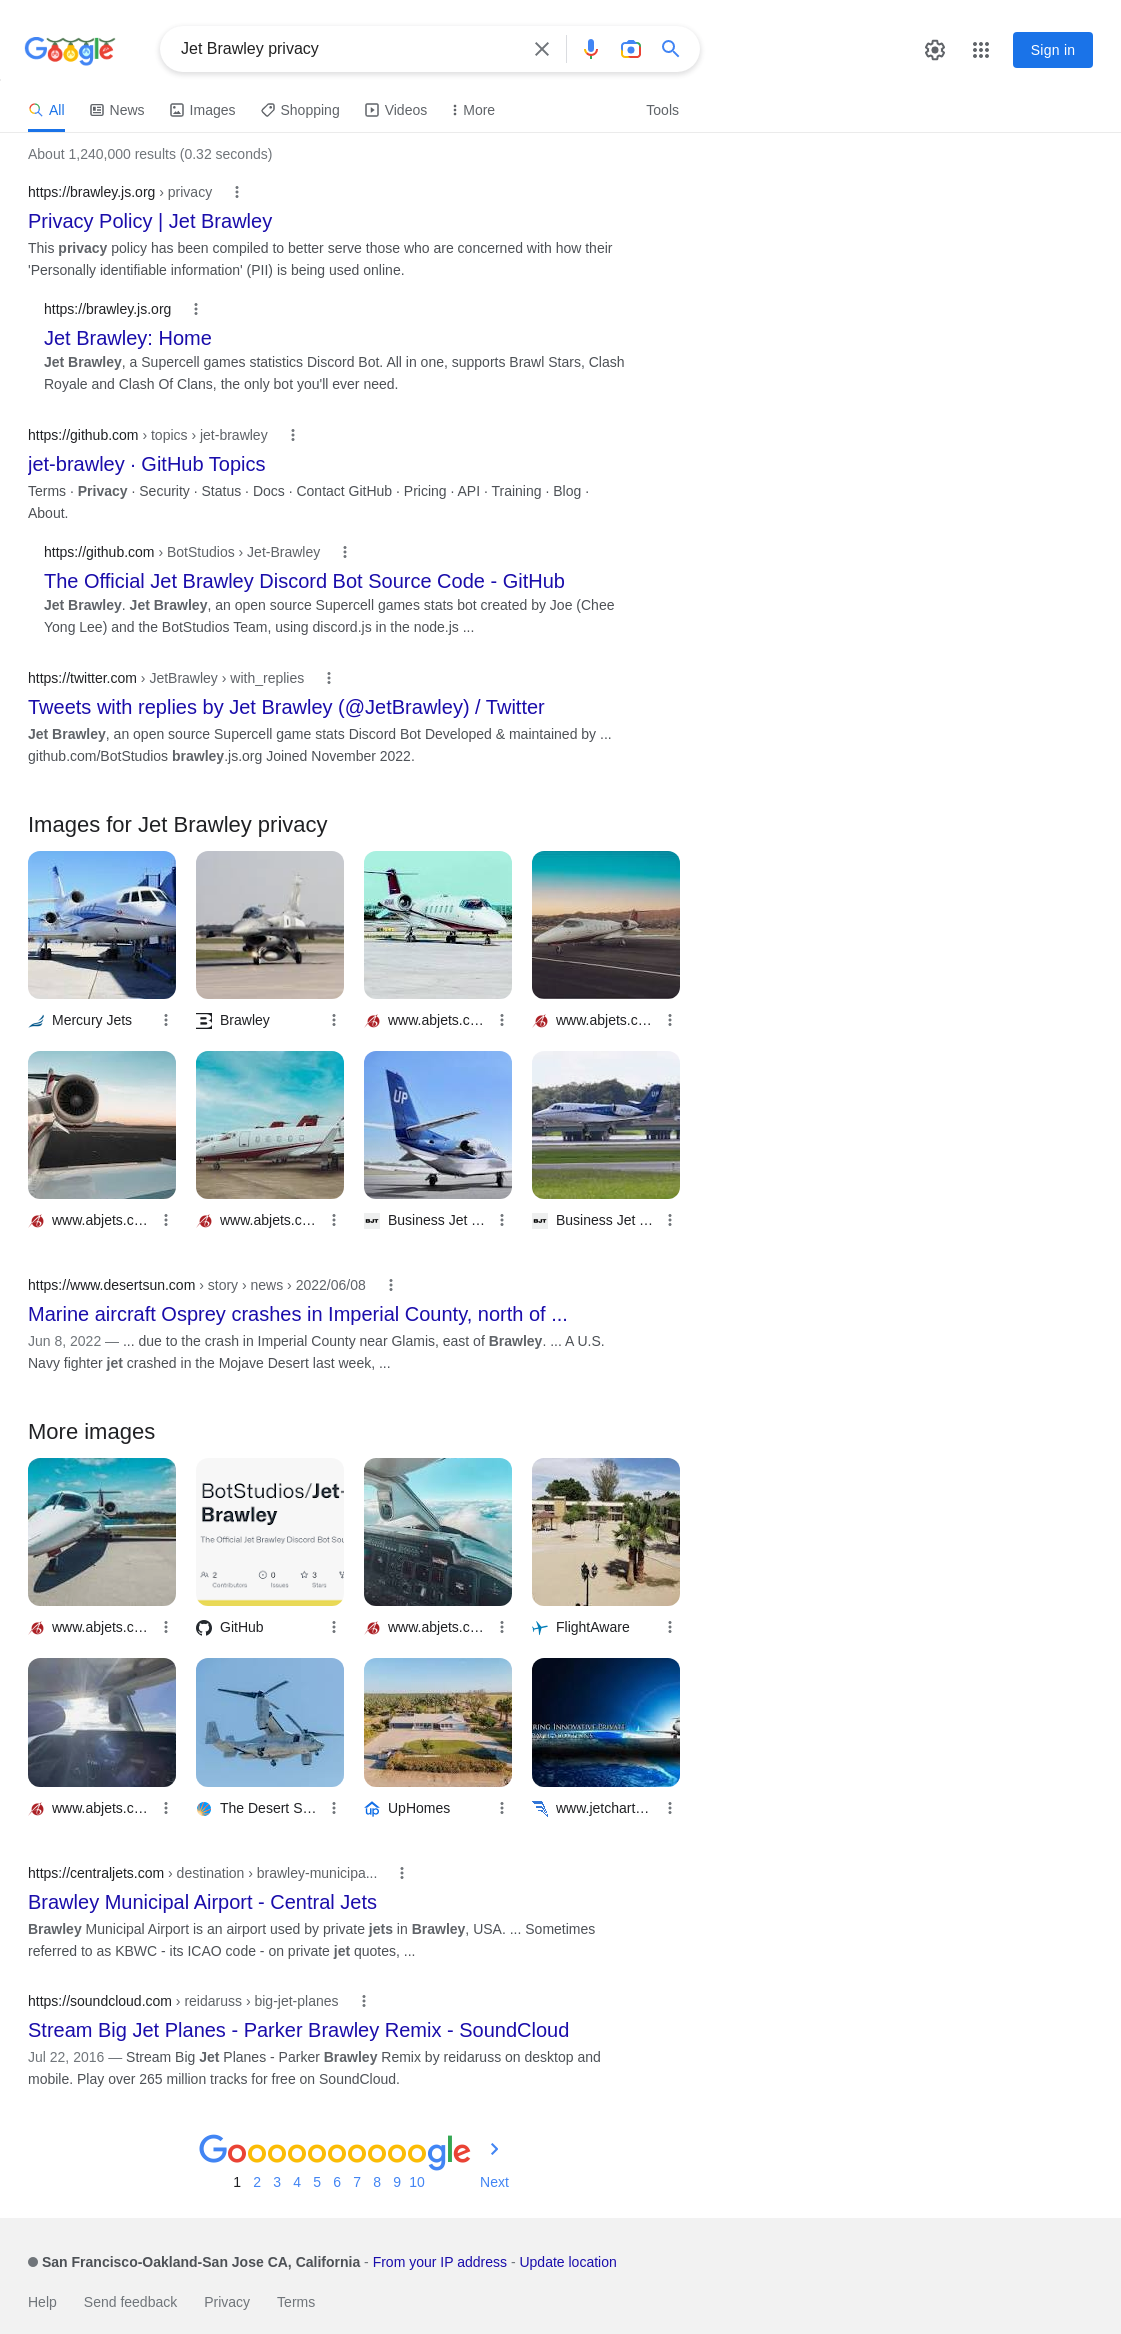 Google
Jet Brawley privacy
Sign in
All
News
Images
Shopping
Videos
More
Tools
About 1,240,000 results (0.32 seconds)
https://brawley.js.org › privacy
Privacy Policy | Jet Brawley
This privacy policy has been compiled to better serve those who are concerned with how their
'Personally identifiable information' (PII) is being used online.
https://brawley.js.org
Jet Brawley: Home
Jet Brawley, a Supercell games statistics Discord Bot. All in one, supports Brawl Stars, Clash
Royale and Clash Of Clans, the only bot you'll ever need.
https://github.com › topics › jet-brawley
jet-brawley · GitHub Topics
Terms · Privacy · Security · Status · Docs · Contact GitHub · Pricing · API · Training · Blog ·
About.
https://github.com › BotStudios › Jet-Brawley
The Official Jet Brawley Discord Bot Source Code - GitHub
Jet Brawley. Jet Brawley, an open source Supercell games stats bot created by Joe (Chee
Yong Lee) and the BotStudios Team, using discord.js in the node.js ...
https://twitter.com › JetBrawley › with_replies
Tweets with replies by Jet Brawley (@JetBrawley) / Twitter
Jet Brawley, an open source Supercell game stats Discord Bot Developed & maintained by ...
github.com/BotStudios brawley.js.org Joined November 2022.
Images for Jet Brawley privacy
Mercury Jets
Brawley
www.abjets.c...
www.abjets.c...
UP
UP
www.abjets.c...
www.abjets.c...
BJT
Business Jet ...
BJT
Business Jet ...
https://www.desertsun.com › story › news › 2022/06/08
Marine aircraft Osprey crashes in Imperial County, north of ...
Jun 8, 2022 — ... due to the crash in Imperial County near Glamis, east of Brawley. ... A U.S.
Navy fighter jet crashed in the Mojave Desert last week, ...
More images
BotStudios/Jet-
Brawley
The Official Jet Brawley Discord Bot Sou
2
0
3
Contributors
Issues
Stars
www.abjets.c...
GitHub
www.abjets.c...
FlightAware
ring Innovative Private
www.abjets.c...
The Desert S...
UpHomes
www.jetchart...
https://centraljets.com › destination › brawley-municipa...
Brawley Municipal Airport - Central Jets
Brawley Municipal Airport is an airport used by private jets in Brawley, USA. ... Sometimes
referred to as KBWC - its ICAO code - on private jet quotes, ...
https://soundcloud.com › reidaruss › big-jet-planes
Stream Big Jet Planes - Parker Brawley Remix - SoundCloud
Jul 22, 2016 — Stream Big Jet Planes - Parker Brawley Remix by reidaruss on desktop and
mobile. Play over 265 million tracks for free on SoundCloud.
Goooooooooogle
1 2 3 4 5 6 7 8 9 10 Next
San Francisco-Oakland-San Jose CA, California - From your IP address - Update location
Help Send feedback Privacy Terms